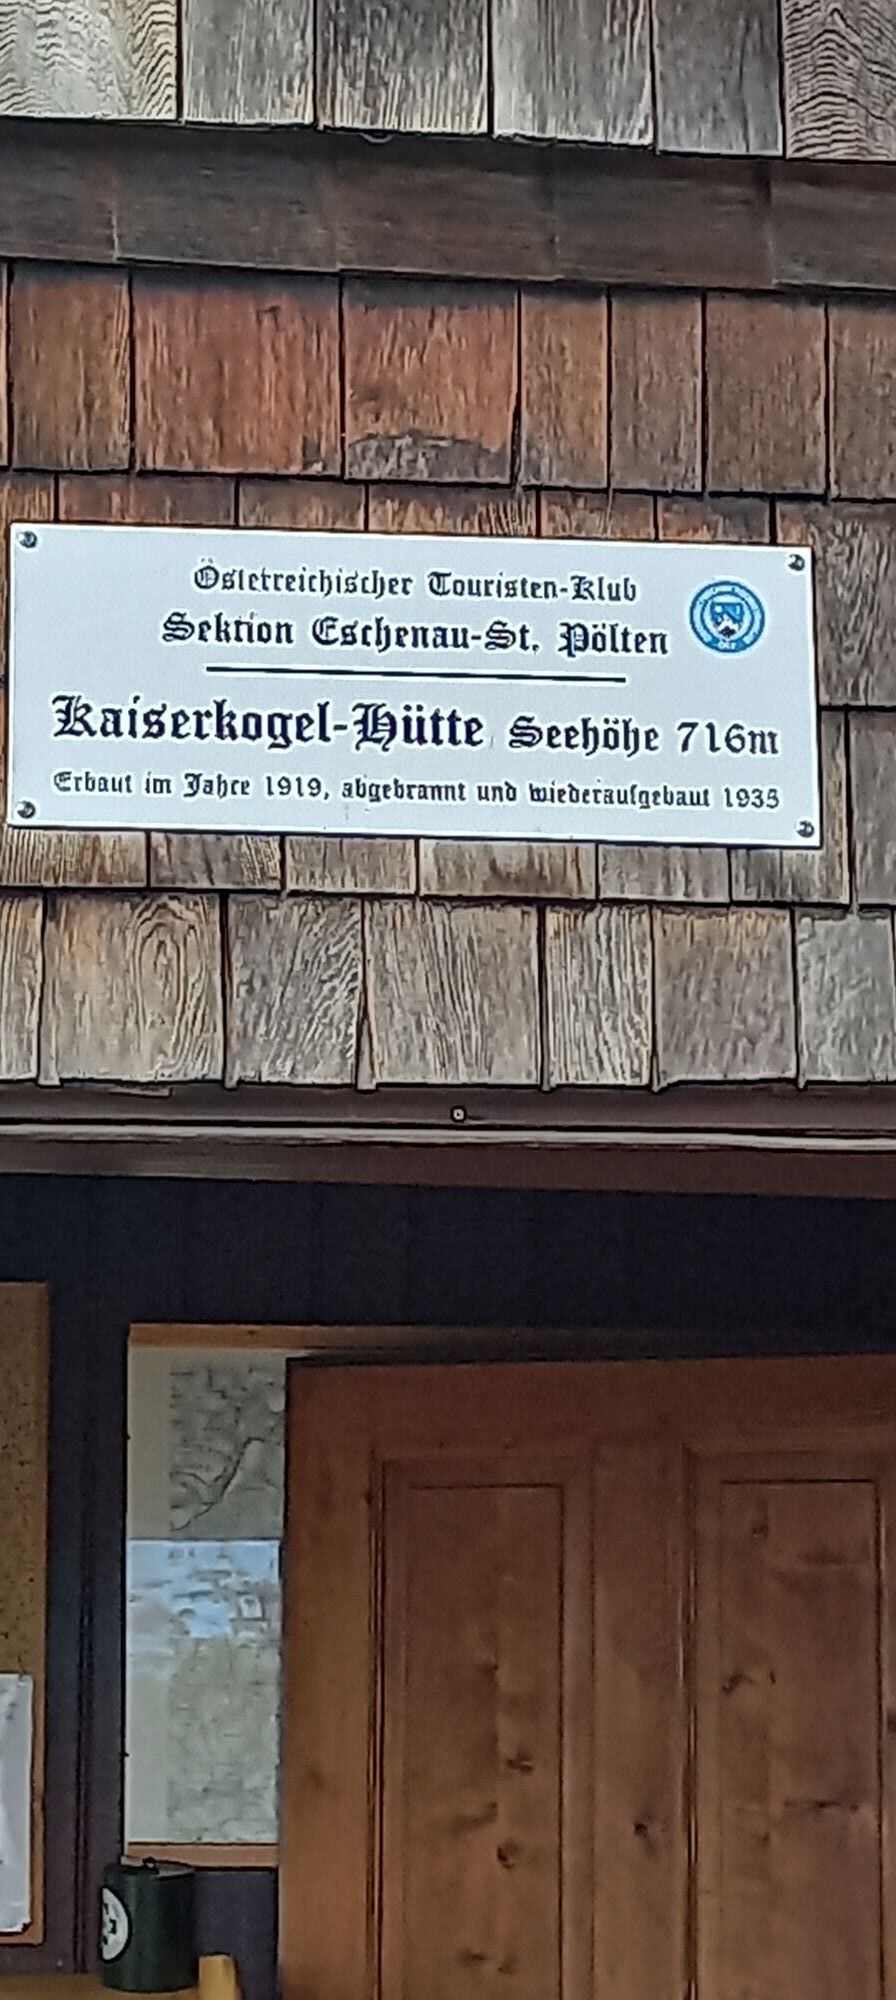 Österreichischer Touristen-Klub
Sektion Eschenau-St. Pölten
Kaiserkogel-Hütte Seehöhe 716m
Erbaut im Jahre 1919, abgebrannt und wiederaufgebaut 1935